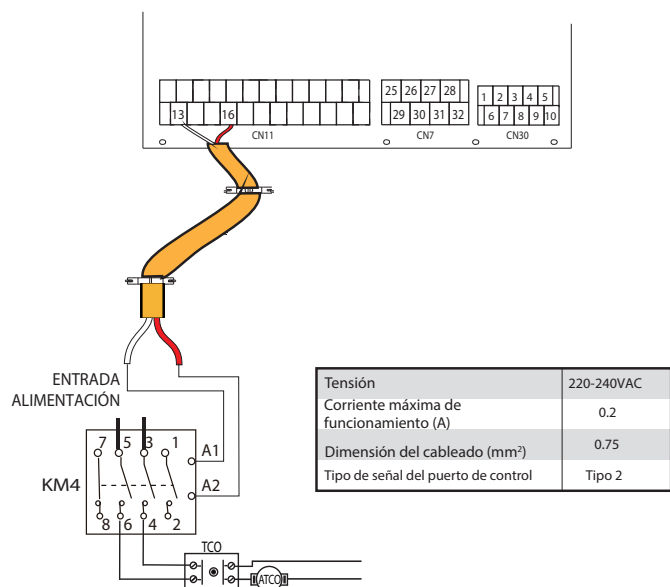 25 26 27 28
1 2 3 4 5
13 16
29 30 31 32
6 7 8 9 10
CN11
CN7
CN30
ENTRADA
ALIMENTACIÓN
Tensión 220-240VAC
Corriente máxima de
funcionamiento (A) 0.2
Dimensión del cableado (mm²) 0.75
Tipo de señal del puerto de control Tipo 2
7 5 3 1
A1
KM4
A2
8 6 4 2
TCO
ATCO